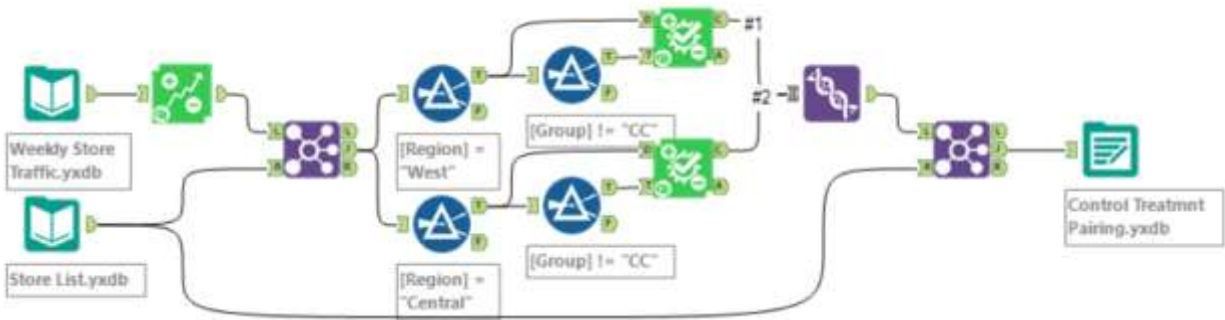 #1
#2
Weekly Store
Traffic.yxdb
[Region] =
"West"
[Group] != "CC"
Store List.yxdb
[Region] =
"Central"
[Group] != "CC"
Control Treatmnt
Pairing.yxdb